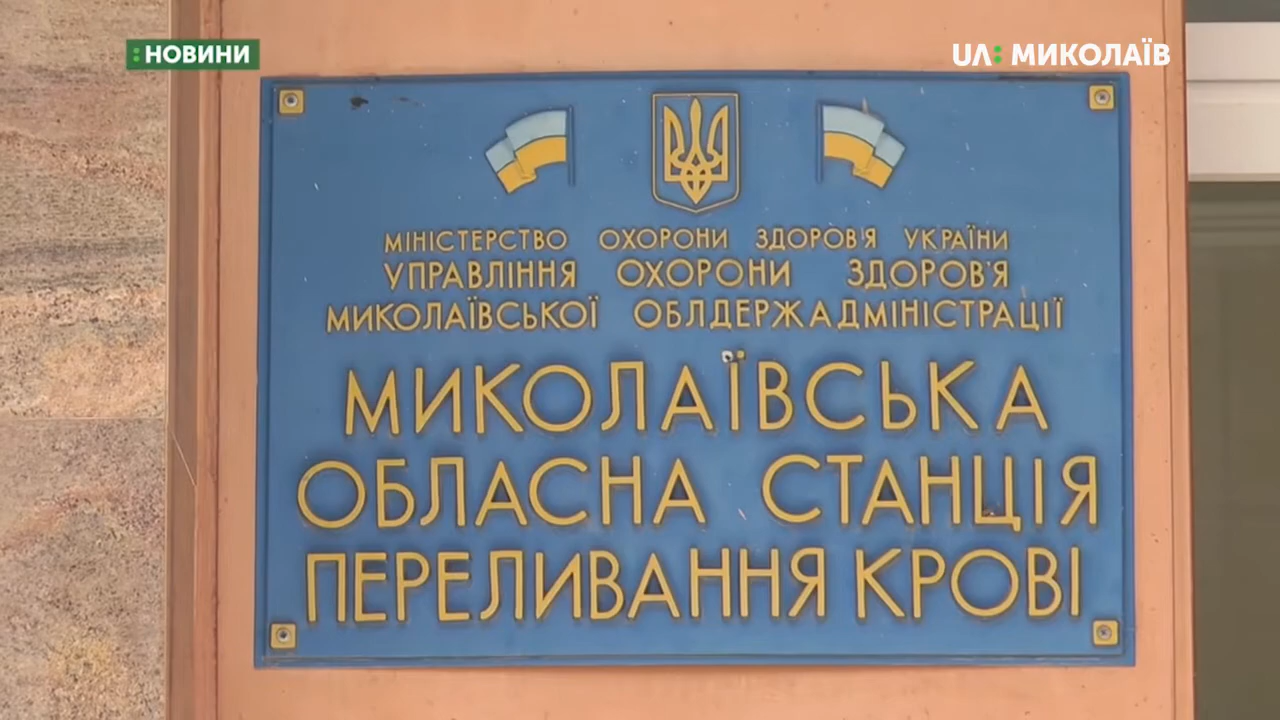 :НОВИНИ
UA: МИКОЛАЇВ
МІНІСТЕРСТВО ОХОРОНИ ЗДОРОВ'Я УКРАЇНИ
УПРАВЛІННЯ ОХОРОНИ ЗДОРОВ'Я
МИКОЛАЇВСЬКОЇ ОБЛДЕРЖАДМІНІСТРАЦІЇ
МИКОЛАЇВСЬКА
ОБЛАСНА СТАНЦІЯ
ПЕРЕЛИВАННЯ КРОВІ